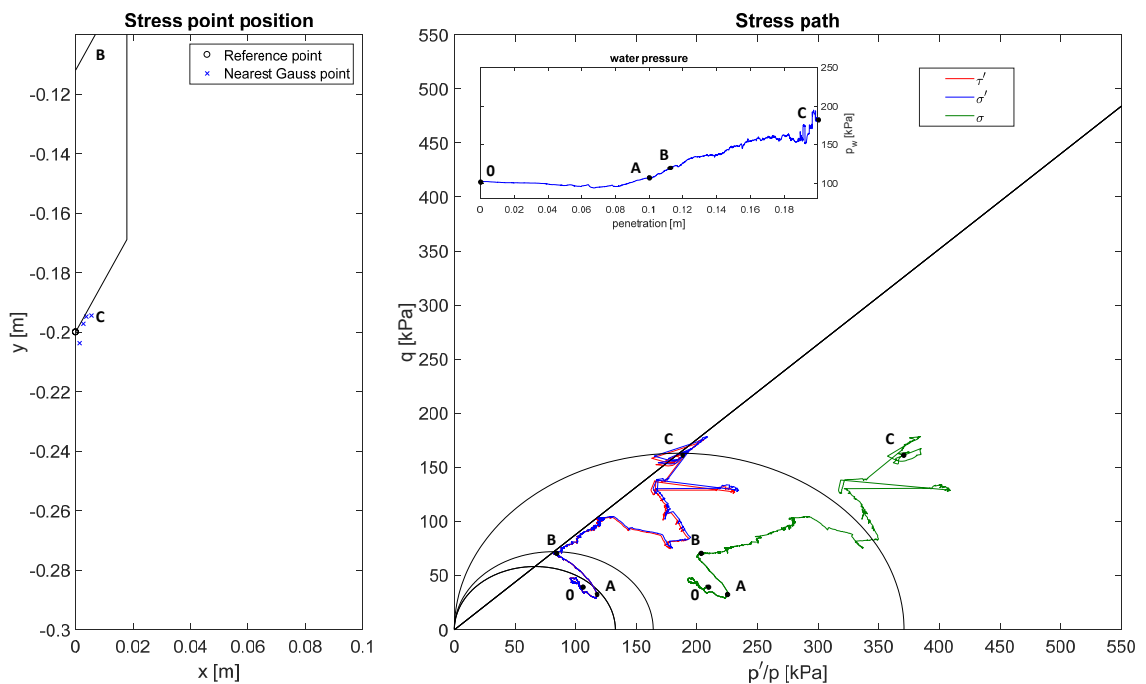 Stress point position
B
Reference point
Nearest Gauss point
C
-0.12
-0.14
-0.16
-0.18
-0.2
-0.22
-0.24
-0.26
-0.28
-0.3
y [m]
0 0.02 0.04 0.06 0.08 0.1
x [m]
Stress path
550
500
450
400
350
300
250
200
150
100
50
0
q [kPa]
water pressure
250
200
150
100
p_w [kPa]
0 A B C
0 0.02 0.04 0.06 0.08 0.1 0.12 0.14 0.16 0.18
penetration [m]
τ′
σ′
σ
C C
B B
0 A 0 A
0 50 100 150 200 250 300 350 400 450 500 550
p′/p [kPa]